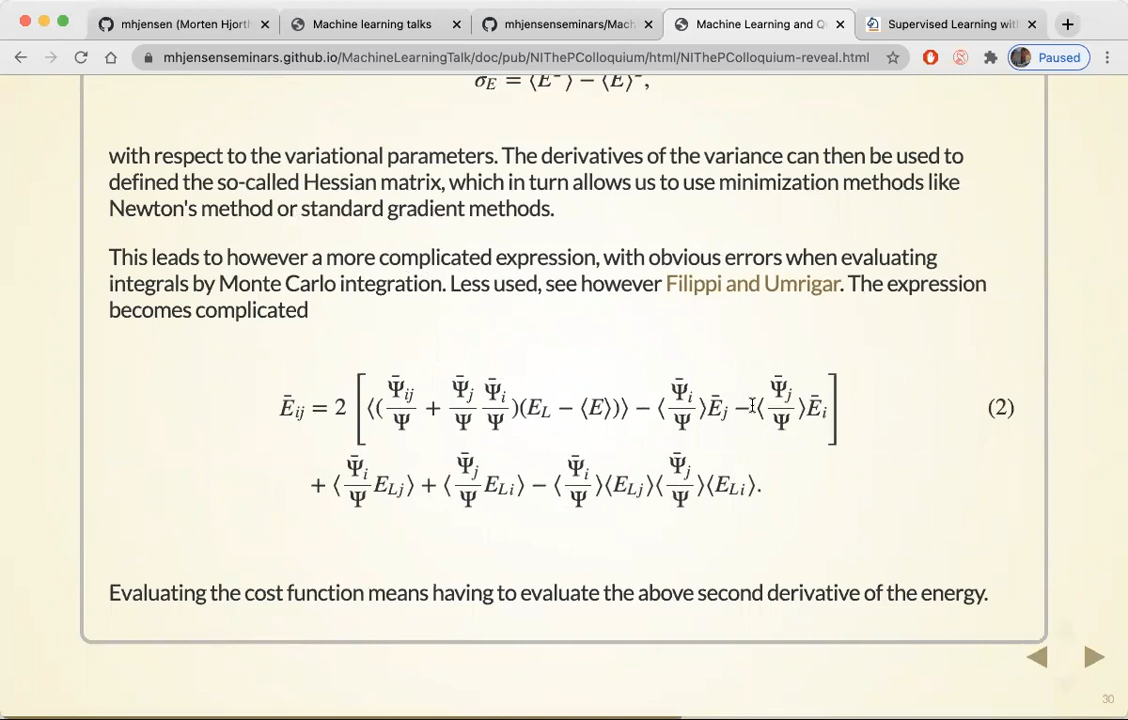 mhjensen (Morten Hjort
Machine learning talks
mhjensenseminars/Mach
Machine Learning and Q
Supervised Learning wit
mhjensenseminars.github.io/MachineLearningTalk/doc/pub/NIThePColloquium/html/NIThePColloquium-reveal.html
Paused
σ_E = ⟨E²⟩ − ⟨E⟩²,
with respect to the variational parameters. The derivatives of the variance can then be used to
defined the so-called Hessian matrix, which in turn allows us to use minimization methods like
Newton's method or standard gradient methods.
This leads to however a more complicated expression, with obvious errors when evaluating
integrals by Monte Carlo integration. Less used, see however Filippi and Umrigar. The expression
becomes complicated
Ē_ij = 2 [⟨(Ψ̄_ij/Ψ + Ψ̄_j/Ψ Ψ̄_i/Ψ)(E_L − ⟨E⟩)⟩ − ⟨Ψ̄_i/Ψ⟩Ē_j − ⟨Ψ̄_j/Ψ⟩Ē_i] (2)
+ ⟨Ψ̄_i/Ψ E_Lj⟩ + ⟨Ψ̄_j/Ψ E_Li⟩ − ⟨Ψ̄_i/Ψ⟩⟨E_Lj⟩⟨Ψ̄_j/Ψ⟩⟨E_Li⟩.
Evaluating the cost function means having to evaluate the above second derivative of the energy.
30